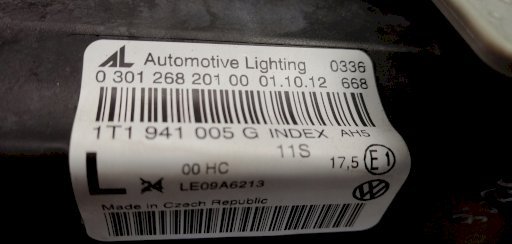 AL Automotive Lighting 0336
0 301 268 201 00 01.10.12 668
1T1 941 005 G INDEX AH5
11S
L 00 HC 17,5 E1
LE09A6213
Made in Czech Republic